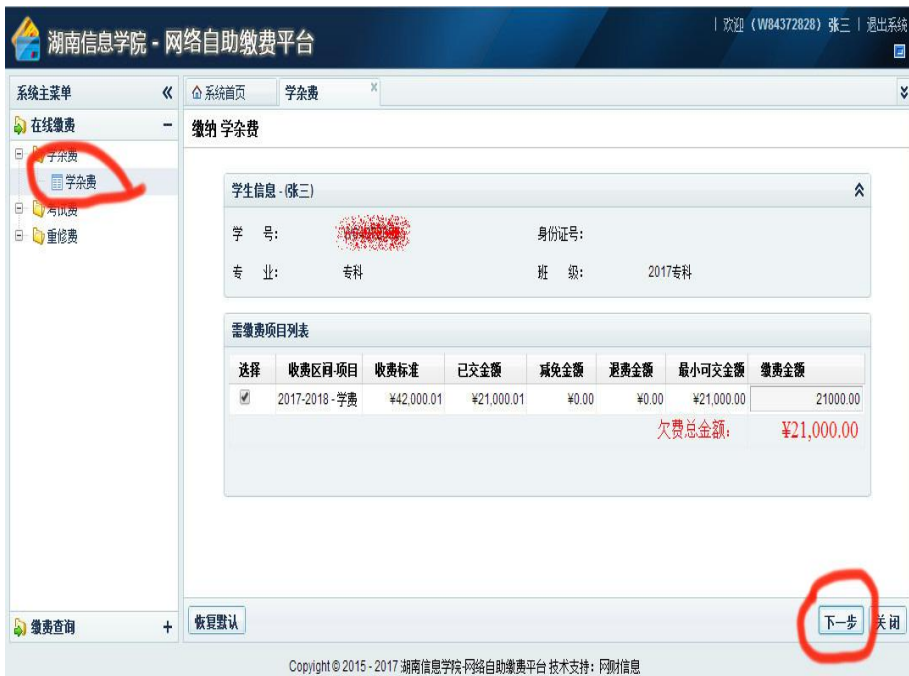 湖南信息学院 - 网络自助缴费平台
| 欢迎 (W84372828) 张三 | 退出系统
系统主菜单
系统首页 学杂费
在线缴费
缴纳 学杂费
学杂费
学杂费
考试费
重修费
学生信息 - (张三)
学 号:
身份证号:
专 业: 专科
班 级: 2017专科
需缴费项目列表
选择 收费区间-项目 收费标准 已交金额 减免金额 退费金额 最小可交金额 缴费金额
2017-2018 - 学费 ¥42,000.01 ¥21,000.01 ¥0.00 ¥0.00 ¥21,000.00 21000.00
欠费总金额: ¥21,000.00
缴费查询
恢复默认 下一步 关闭
Copyight © 2015 - 2017 湖南信息学院-网络自助缴费平台 技术支持:网财信息